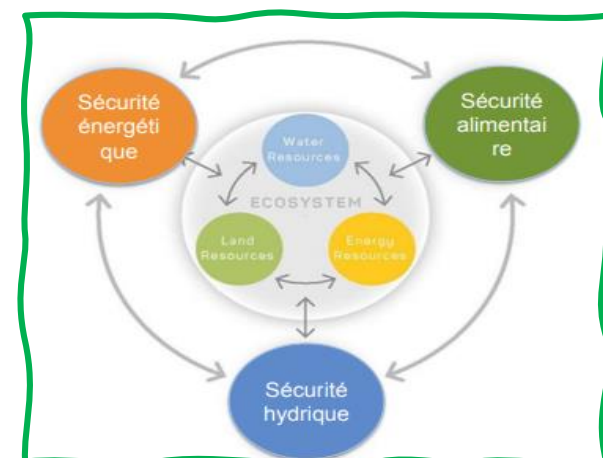 Sécurité
énergéti
que
Sécurité
alimentai
re
Water
Resources
ECOSYSTEM
Land
Resources
Energy
Resources
Sécurité
hydrique